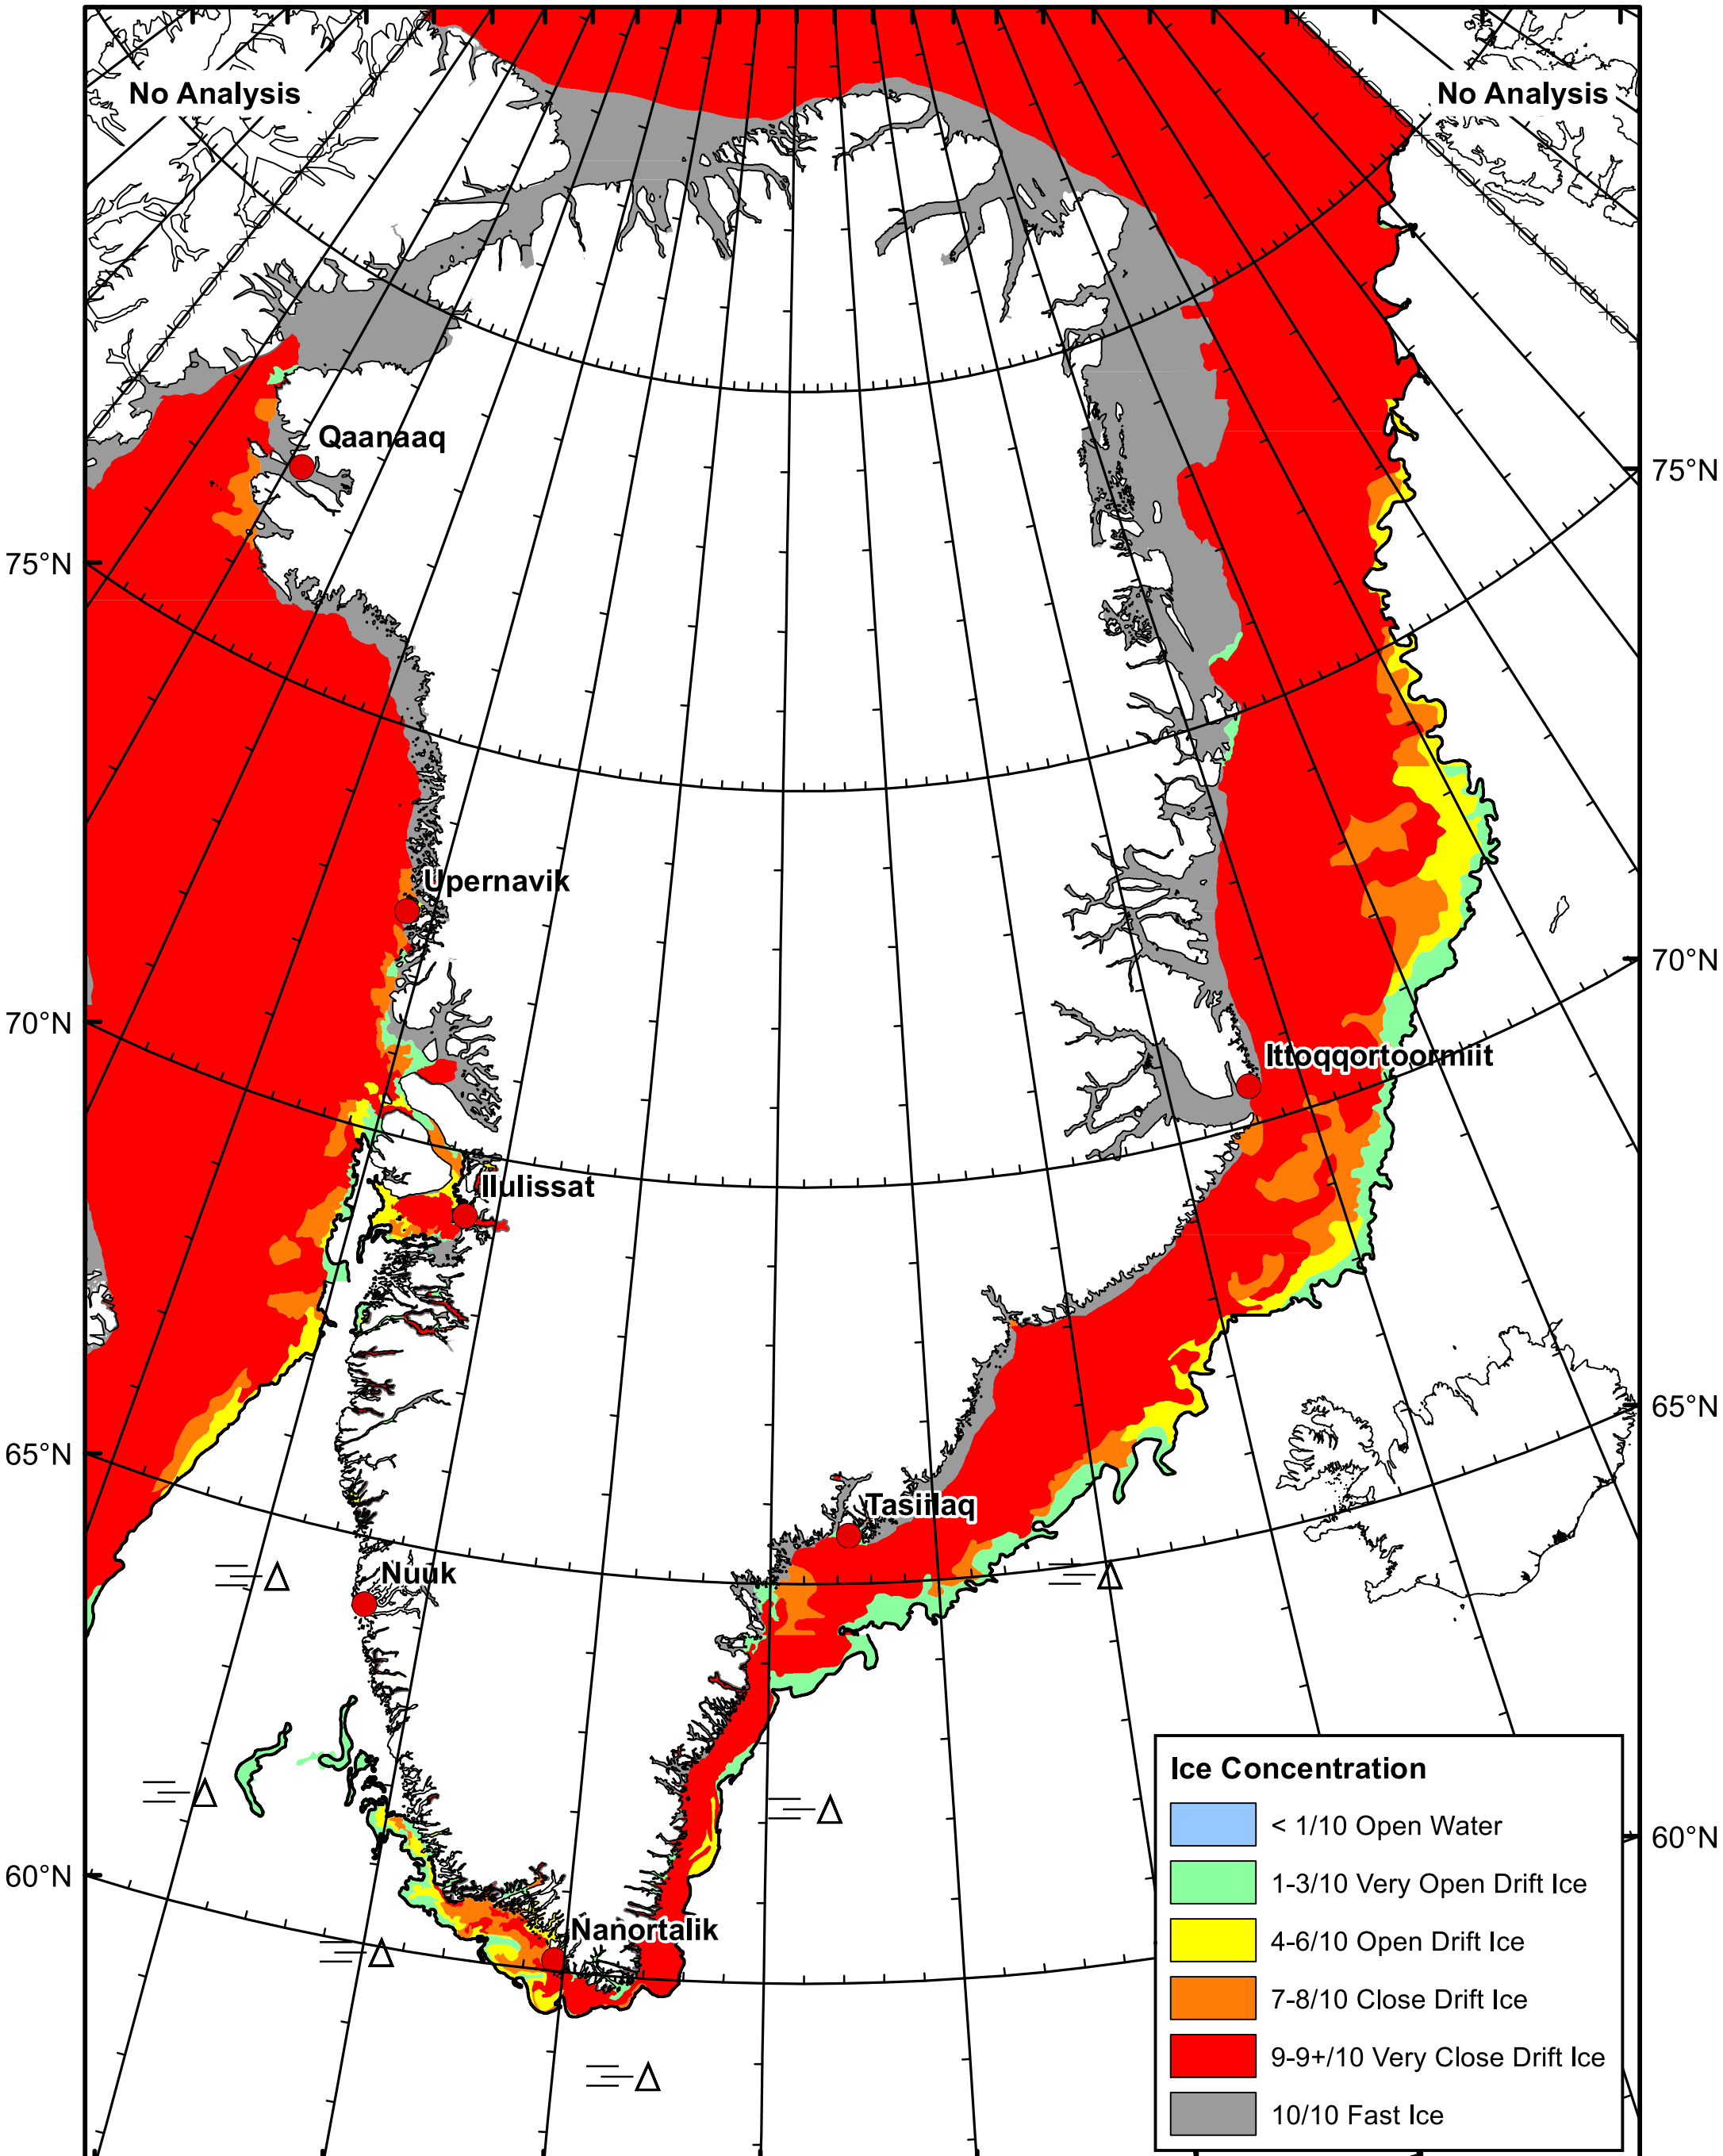 No Analysis
No Analysis
Qaanaaq
75°N
75°N
Upernavik
70°N
70°N
Ittoqqortoormiit
Ilulissat
65°N
65°N
Tasiilaq
Nuuk
Ice Concentration
< 1/10 Open Water
60°N
1-3/10 Very Open Drift Ice
60°N
Nanortalik
4-6/10 Open Drift Ice
7-8/10 Close Drift Ice
9-9+/10 Very Close Drift Ice
10/10 Fast Ice